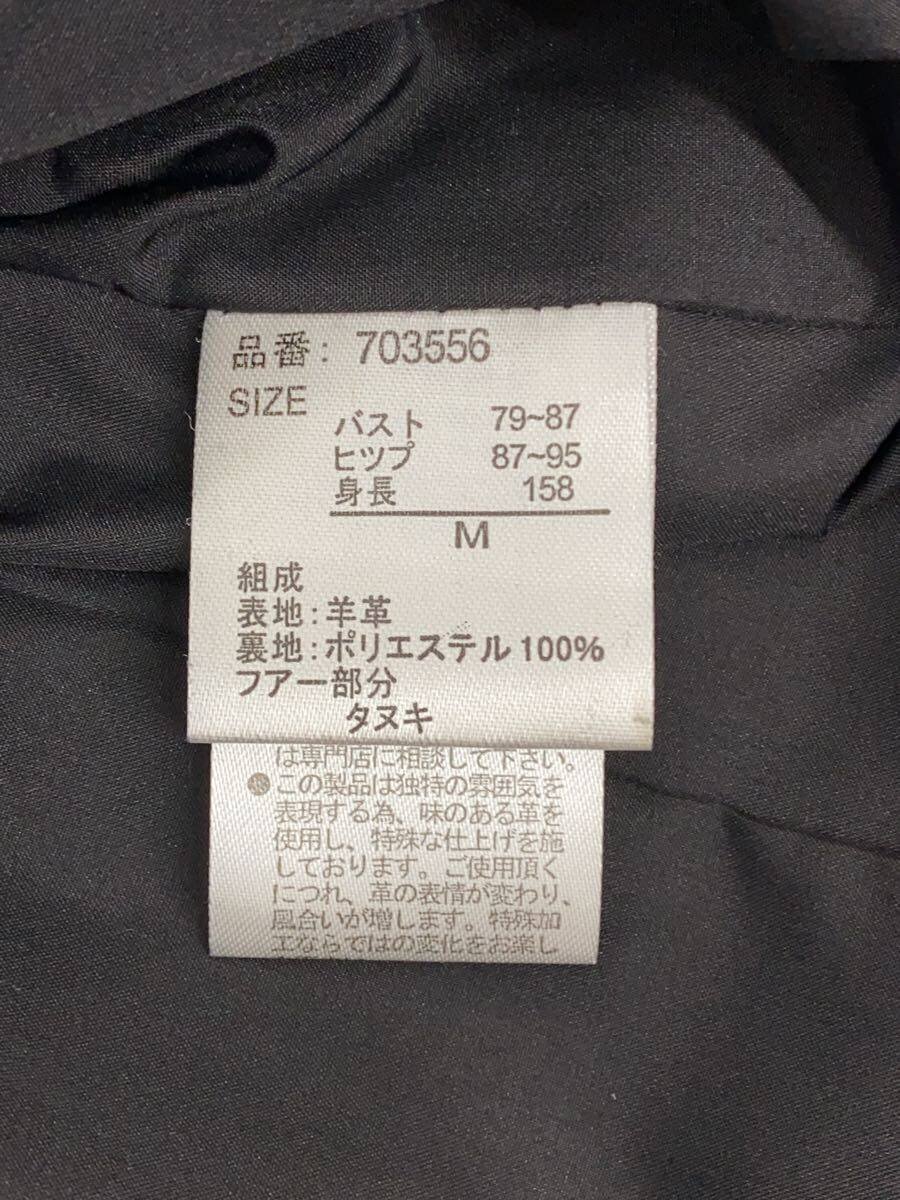 品番: 703556
SIZE
バスト 79~87
ヒツプ 87~95
身長 158
M
組成
表地:羊革
裏地:ポリエステル100%
フアー部分
タヌキ
は専門店に相談して下さい。
●この製品は独特の雰囲気を
表現する為、味のある革を
使用し、特殊な仕上げを施
しております。ご使用頂く
につれ、革の表情が変わり、
風合いが増します。特殊加
工ならではの変化をお楽し